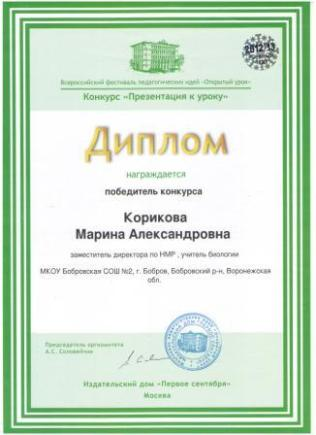 2012/13
Всероссийский фестиваль педагогических идей «Открытый урок»
Конкурс «Презентация к уроку»
Диплом
награждается
победитель конкурса
Корикова
Марина Александровна
заместитель директора по НМР , учитель биологии
МКОУ Бобровская СОШ №2, г. Бобров, Бобровский р-н, Воронежская
обл.
Председатель оргкомитета
А.С. Соловейчик
Издательский дом «Первое сентября»
Москва